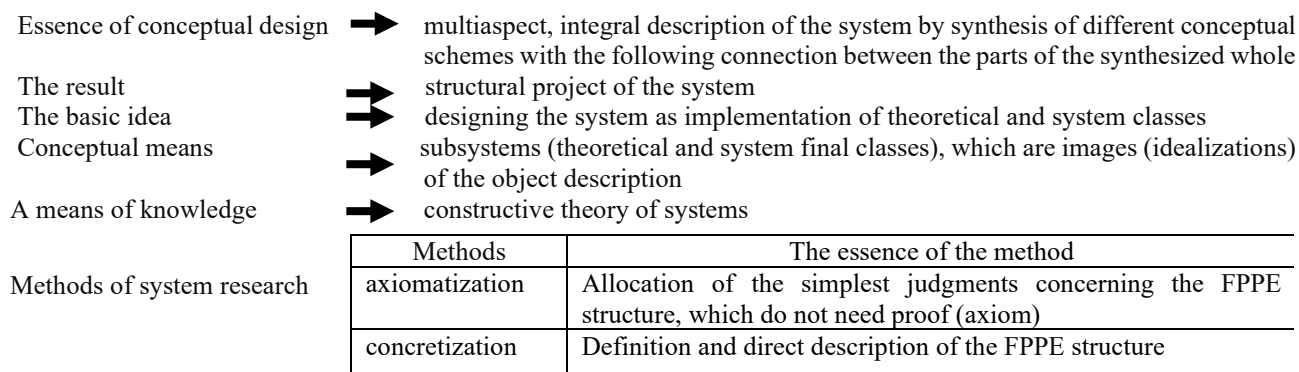 Essence of conceptual design multiaspect, integral description of the system by synthesis of different conceptual
schemes with the following connection between the parts of the synthesized whole
The result structural project of the system
The basic idea designing the system as implementation of theoretical and system classes
Conceptual means subsystems (theoretical and system final classes), which are images (idealizations)
of the object description
A means of knowledge constructive theory of systems
Methods The essence of the method
Methods of system research axiomatization Allocation of the simplest judgments concerning the FPPE
structure, which do not need proof (axiom)
concretization Definition and direct description of the FPPE structure